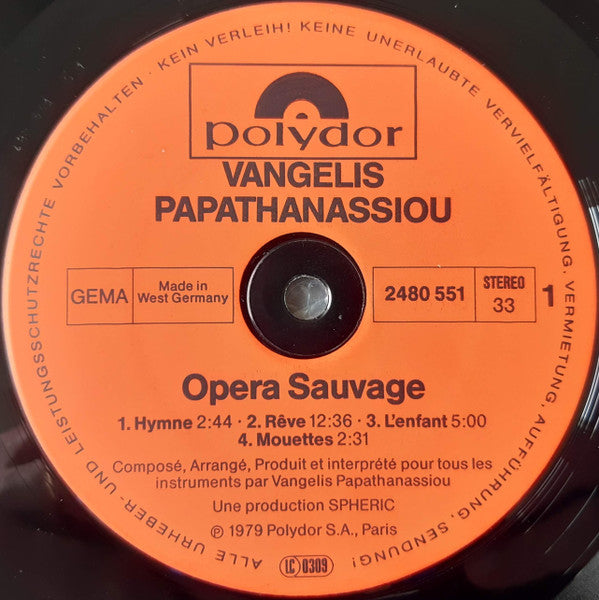 ALLE URHEBER- UND LEISTUNGSSCHUTZRECHTE VORBEHALTEN · KEIN VERLEIH! KEINE UNERLAUBTE VERVIELFÄLTIGUNG, VERMIETUNG, AUFFÜHRUNG, SENDUNG!
polydor
VANGELIS
PAPATHANASSIOU
GEMA
Made in
West Germany
2480 551
STEREO
33
1
Opera Sauvage
1. Hymne 2:44 · 2. Rêve 12:36 · 3. L'enfant 5:00
4. Mouettes 2:31
Composé, Arrangé, Produit et interprété pour tous les
instruments par Vangelis Papathanassiou
Une production SPHERIC
℗ 1979 Polydor S.A., Paris
LC 0309